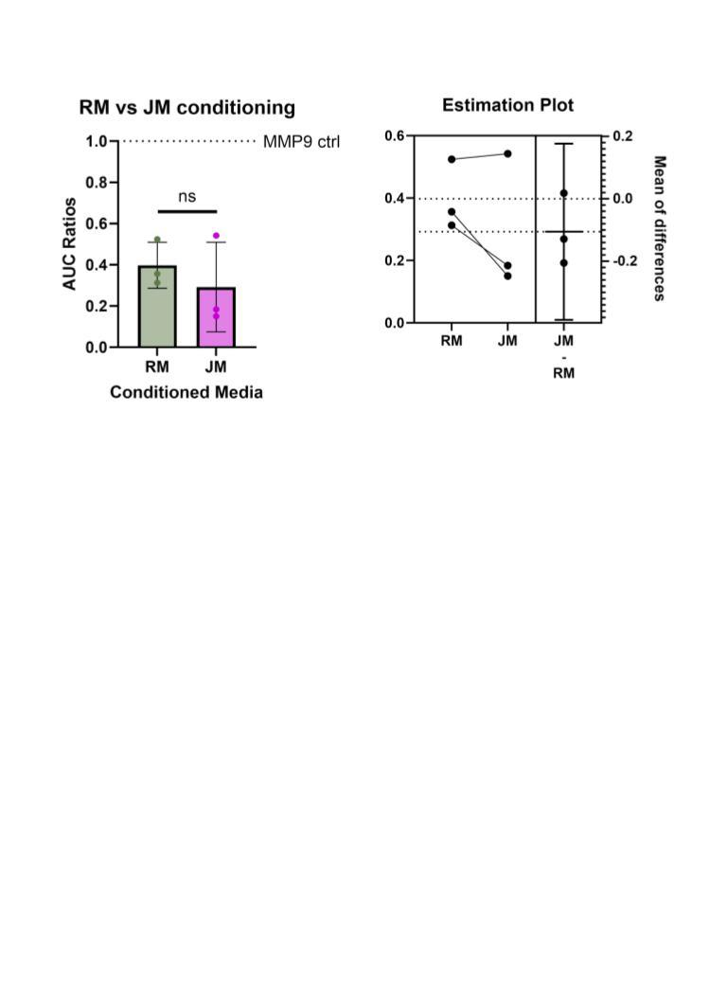 RM vs JM conditioning
1.0
MMP9 ctrl
0.8
ns
0.6
0.4
0.2
0.0
AUC Ratios
RM
JM
Conditioned Media
Estimation Plot
0.6
0.4
0.2
0.0
0.2
0.0
-0.2
Mean of differences
RM
JM
JM
-
RM